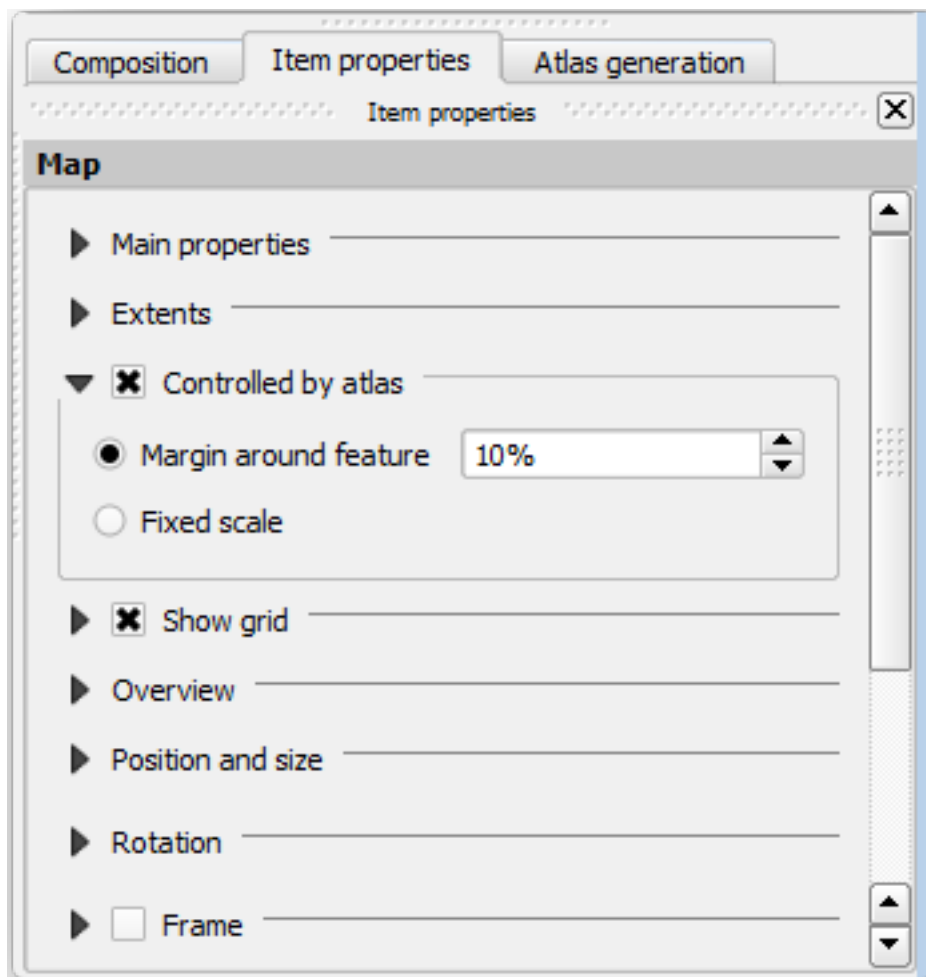 Composition Item properties Atlas generation
Item properties
Map
Main properties
Extents
Controlled by atlas
Margin around feature 10%
Fixed scale
Show grid
Overview
Position and size
Rotation
Frame